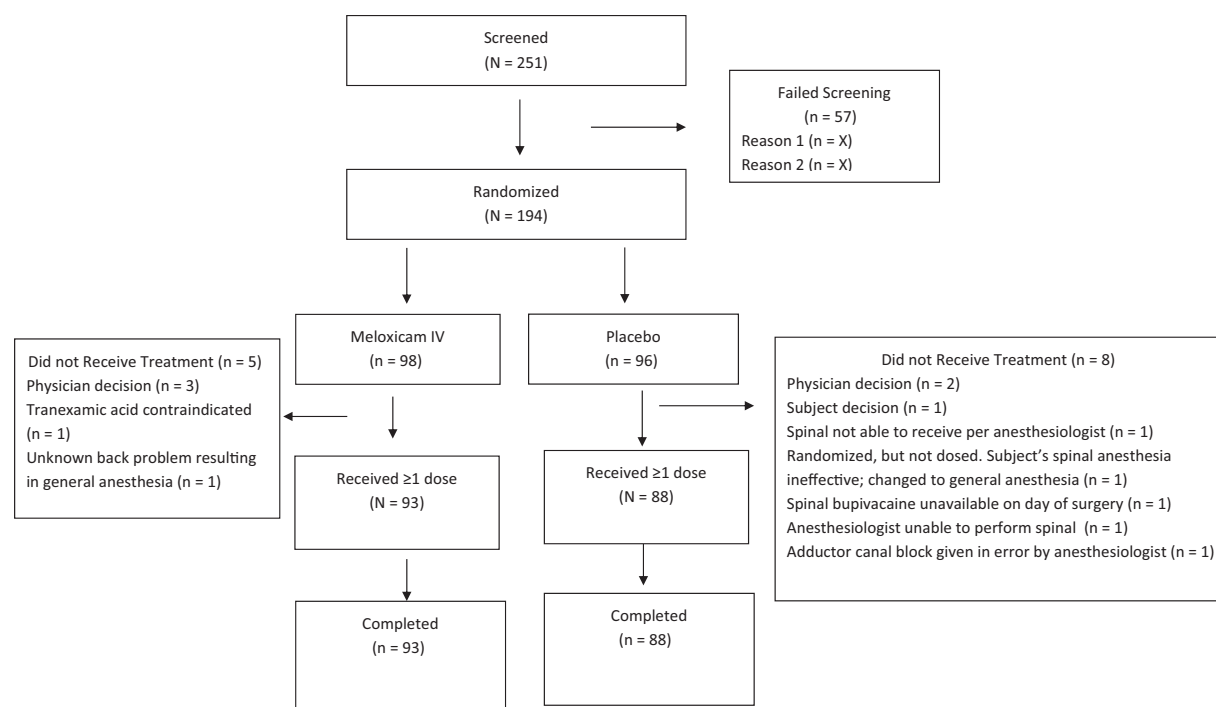 Screened
(N = 251)
Failed Screening
(n = 57)
Reason 1 (n = X)
Reason 2 (n = X)
Randomized
(N = 194)
Meloxicam IV
(n = 98)
Placebo
(n = 96)
Did not Receive Treatment (n = 5)
Physician decision (n = 3)
Tranexamic acid contraindicated
(n = 1)
Unknown back problem resulting
in general anesthesia (n = 1)
Did not Receive Treatment (n = 8)
Physician decision (n = 2)
Subject decision (n = 1)
Spinal not able to receive per anesthesiologist (n = 1)
Randomized, but not dosed. Subject’s spinal anesthesia
ineffective; changed to general anesthesia (n = 1)
Spinal bupivacaine unavailable on day of surgery (n = 1)
Anesthesiologist unable to perform spinal (n = 1)
Adductor canal block given in error by anesthesiologist (n = 1)
Received ≥1 dose
(N = 93)
Received ≥1 dose
(N = 88)
Completed
(n = 93)
Completed
(n = 88)